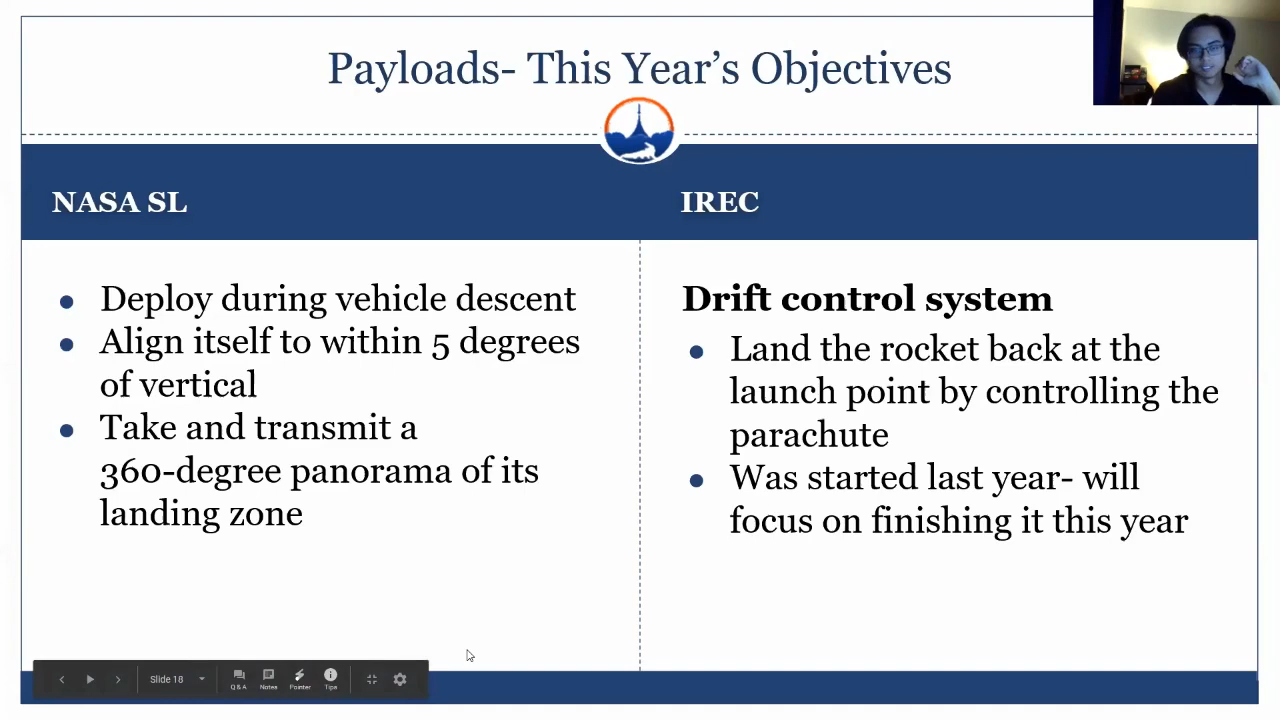 Payloads- This Year's Objectives
NASA SL
IREC
Deploy during vehicle descent
Align itself to within 5 degrees
of vertical
Take and transmit a
360-degree panorama of its
landing zone
Drift control system
Land the rocket back at the
launch point by controlling the
parachute
Was started last year- will
focus on finishing it this year
Slide 18
Q & A
Notes
Pointer
Tips